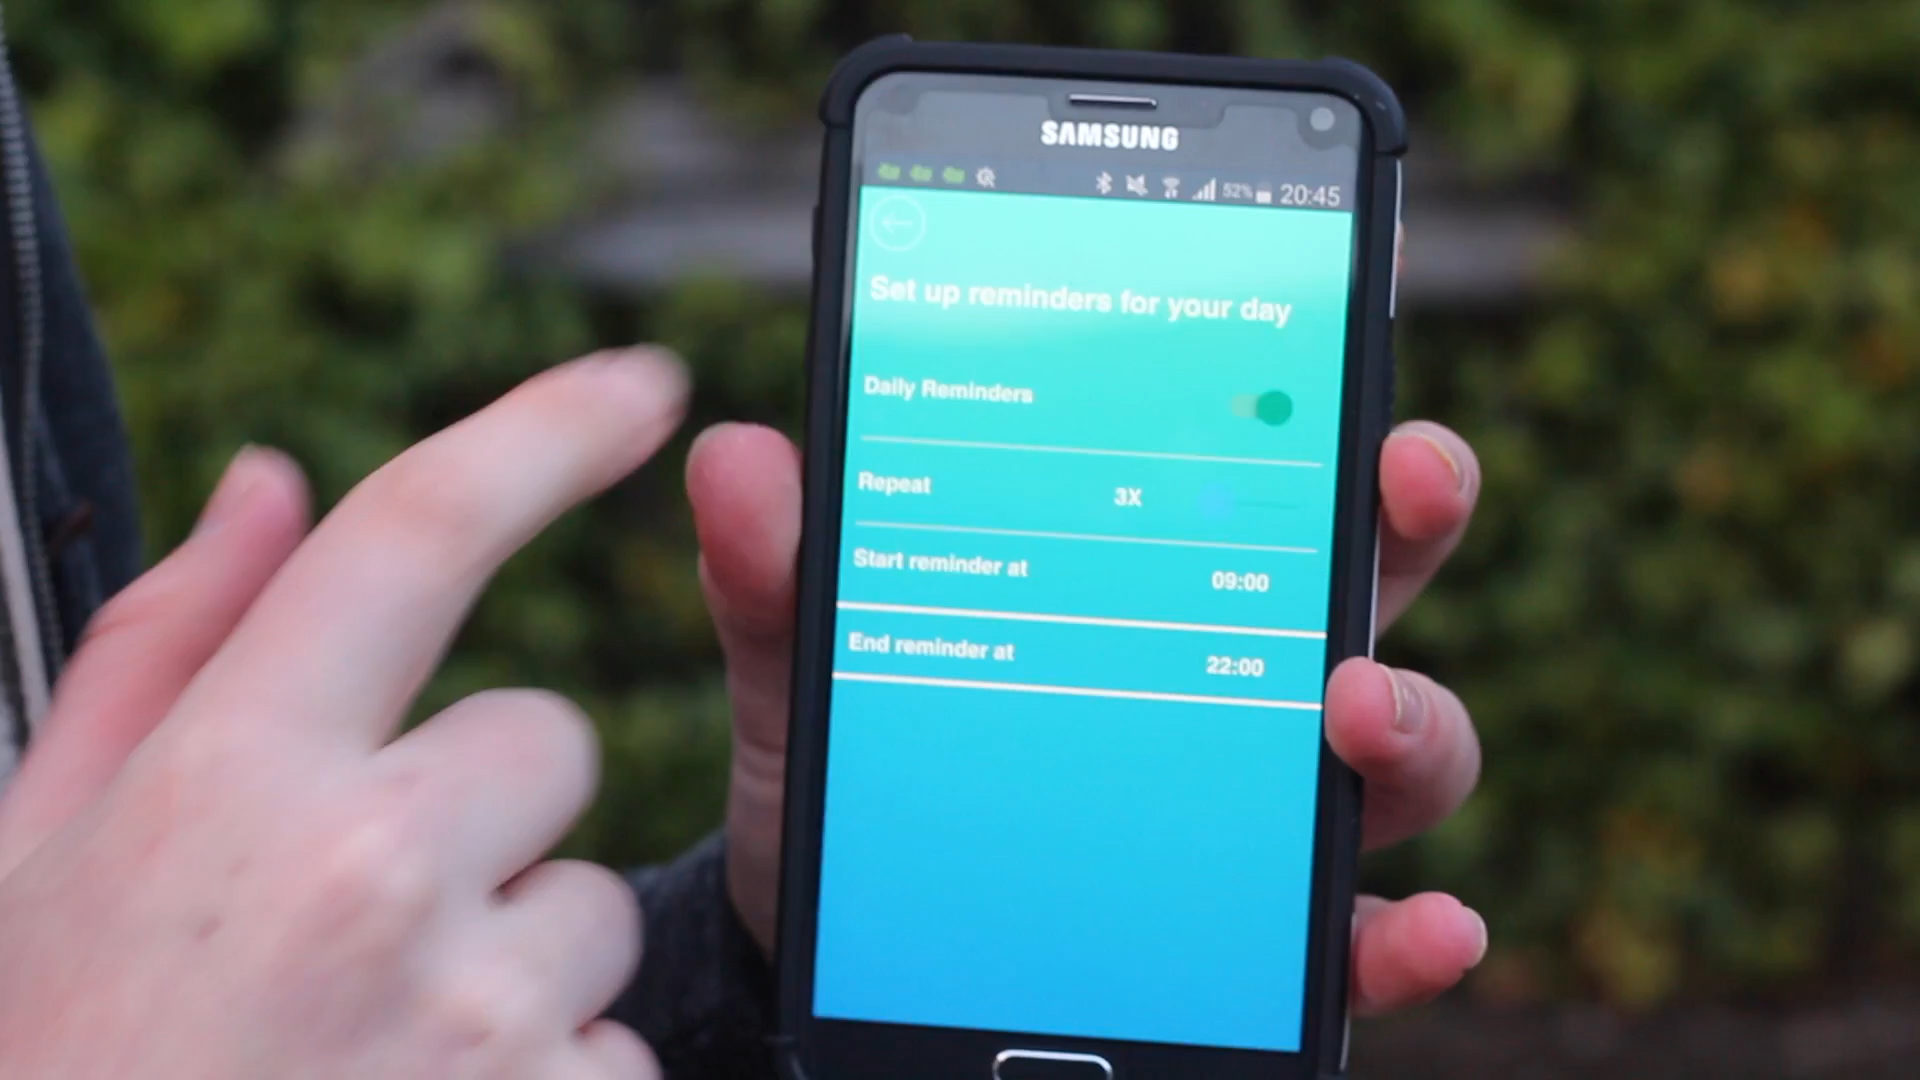 SAMSUNG
52% 20:45
Set up reminders for your day
Daily Reminders
Repeat 3X
Start reminder at 09:00
End reminder at 22:00